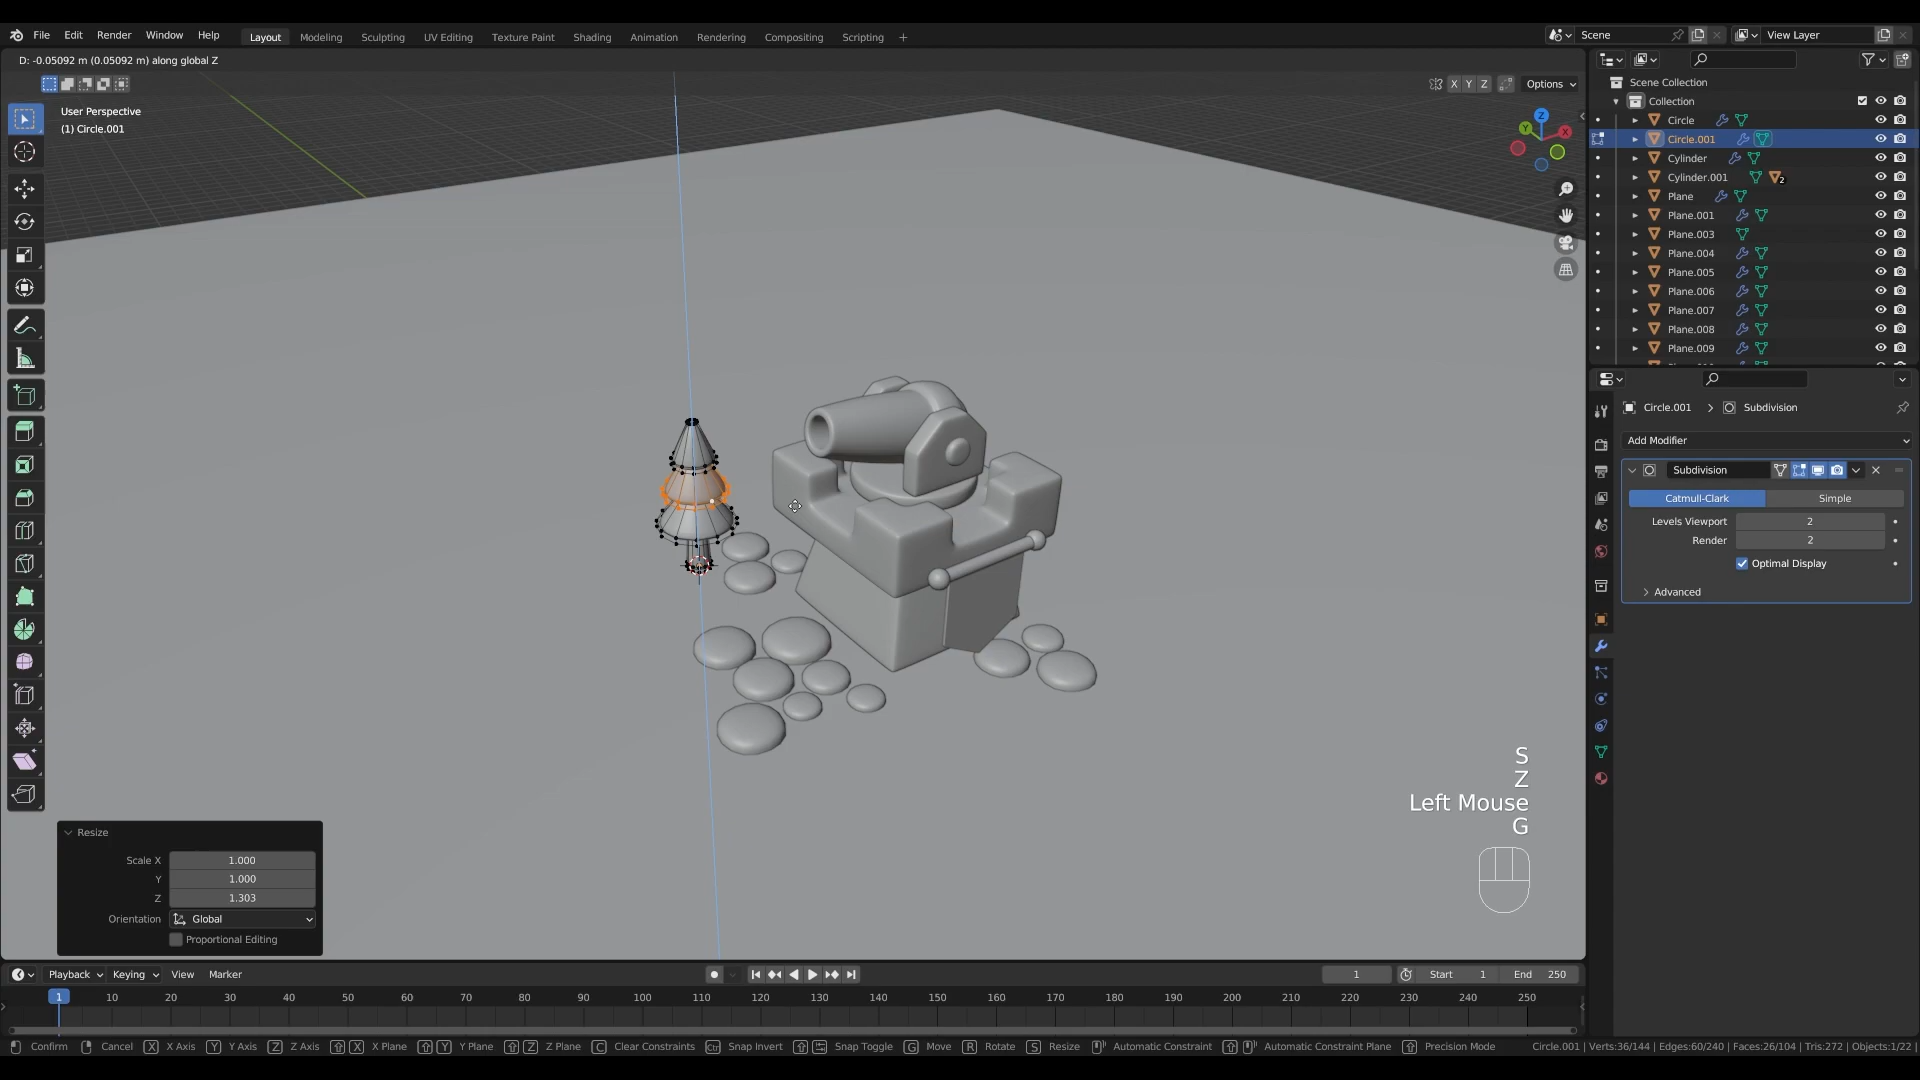 File Edit Render Window Help Layout Modeling Sculpting UV Editing Texture Paint Shading Animation Rendering Compositing Scripting + Scene View Layer
D: -0.05092 m (0.05092 m) along global Z
X Y Z Options
User Perspective
(1) Circle.001
Z
Y
X
Scene Collection
Collection
Circle
Circle.001
Cylinder
Cylinder.001 2
Plane
Plane.001
Plane.003
Plane.004
Plane.005
Plane.006
Plane.007
Plane.008
Plane.009
Circle.001 > Subdivision
Add Modifier
Subdivision
Catmull-Clark Simple
Levels Viewport 2
Render 2
Optimal Display
Advanced
S
Z
Left Mouse
G
Resize
Scale X 1.000
Y 1.000
Z 1.303
Orientation Global
Proportional Editing
Playback Keying View Marker 1 Start 1 End 250
1 10 20 30 40 50 60 70 80 90 100 110 120 130 140 150 160 170 180 190 200 210 220 230 240 250
Confirm Cancel X X Axis Y Y Axis Z Z Axis X X Plane Y Y Plane Z Z Plane C Clear Constraints Ctrl Snap Invert Snap Toggle G Move R Rotate S Resize Automatic Constraint Automatic Constraint Plane Precision Mode Circle.001 | Verts:36/144 | Edges:60/240 | Faces:26/104 | Tris:272 | Objects:1/22 |